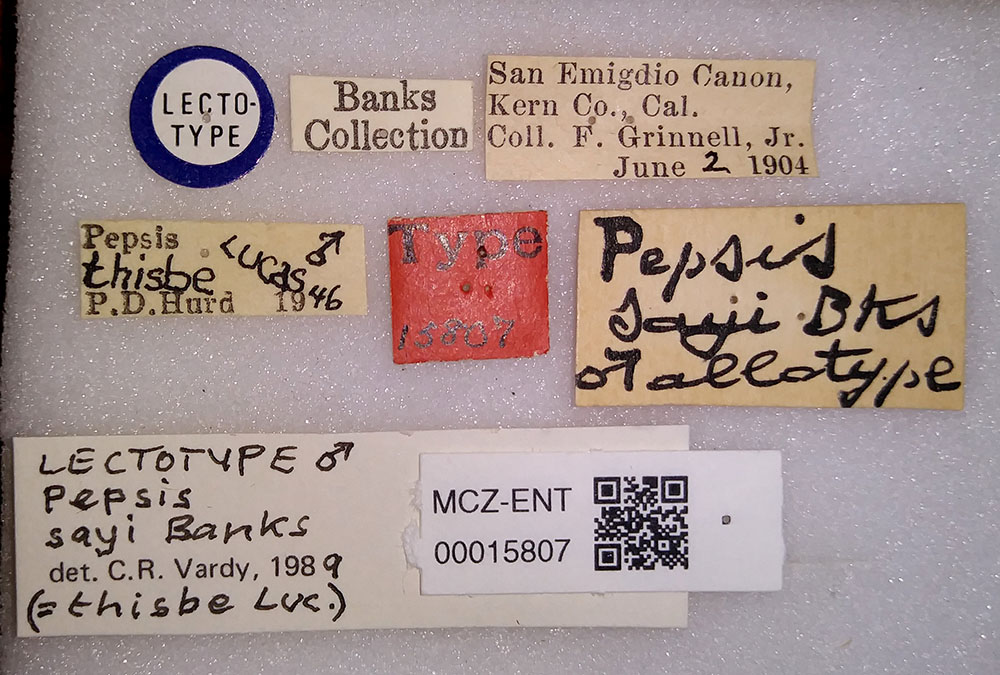 LECTO-
TYPE
Banks
Collection
San Emigdio Canon,
Kern Co., Cal.
Coll. F. Grinnell, Jr.
June 2 1904
Pepsis
thisbe Lucas ♂
P.D.Hurd 1946
Type
15807
Pepsis
sayi Bks
♂ allotype
LECTOTYPE ♂
Pepsis
sayi Banks
det. C.R. Vardy, 1989
(= thisbe Luc.)
MCZ-ENT
00015807